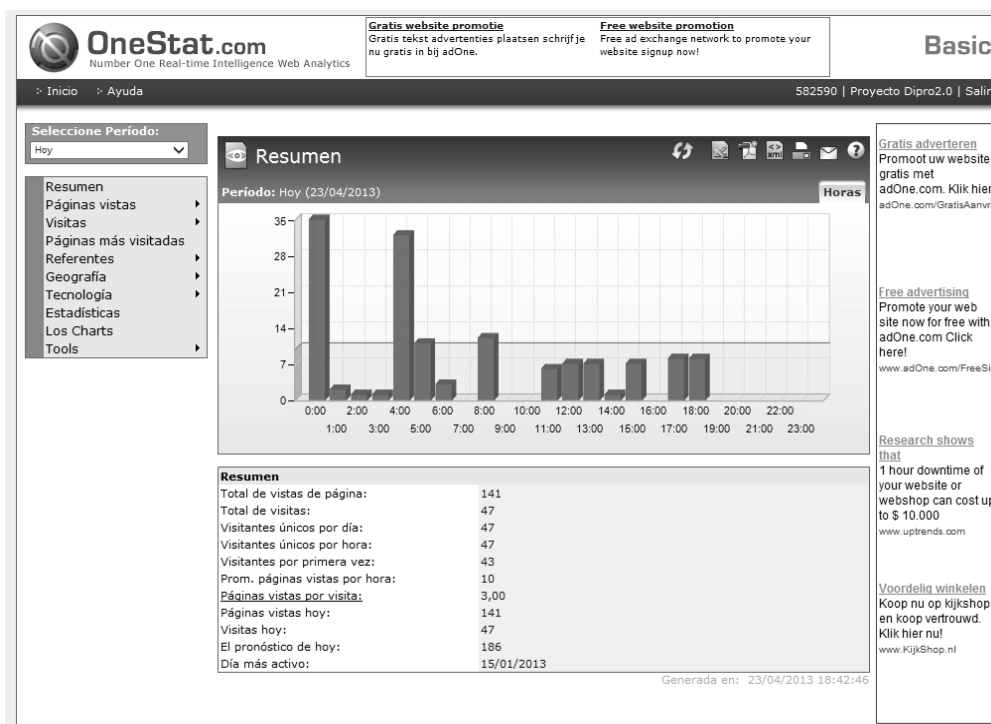 OneStat.com
Number One Real-time Intelligence Web Analytics
Gratis website promotie
Gratis tekst advertenties plaatsen schrijf je
nu gratis in bij adOne.
Free website promotion
Free ad exchange network to promote your
website signup now!
Basic
Inicio
Ayuda
582590 | Proyecto Dipro2.0 | Salir
Seleccione Período:
Hoy
Resumen
Páginas vistas
Visitas
Páginas más visitadas
Referentes
Geografía
Tecnología
Estadísticas
Los Charts
Tools
Resumen
xml
?
Período: Hoy (23/04/2013)
Horas
35
28
21
14
7
0
0:00 2:00 4:00 6:00 8:00 10:00 12:00 14:00 16:00 18:00 20:00 22:00
1:00 3:00 5:00 7:00 9:00 11:00 13:00 15:00 17:00 19:00 21:00 23:00
Resumen
Total de vistas de página: 141
Total de visitas: 47
Visitantes únicos por día: 47
Visitantes únicos por hora: 47
Visitantes por primera vez: 43
Prom. páginas vistas por hora: 10
Páginas vistas por visita: 3,00
Páginas vistas hoy: 141
Visitas hoy: 47
El pronóstico de hoy: 186
Día más activo: 15/01/2013
Generada en: 23/04/2013 18:42:46
Gratis adverteren
Promoot uw website
gratis met
adOne.com. Klik hier
adOne.com/GratisAanvr
Free advertising
Promote your web
site now for free with
adOne.com Click
here!
www.adOne.com/FreeSi
Research shows
that
1 hour downtime of
your website or
webshop can cost up
to $ 10.000
www.uptrends.com
Voordelig winkelen
Koop nu op kijkshop
en koop vertrouwd.
Klik hier nu!
www.KijkShop.nl